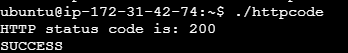 ubuntu@ip-172-31-42-74:~$ ./httpcode
HTTP status code is: 200
SUCCESS